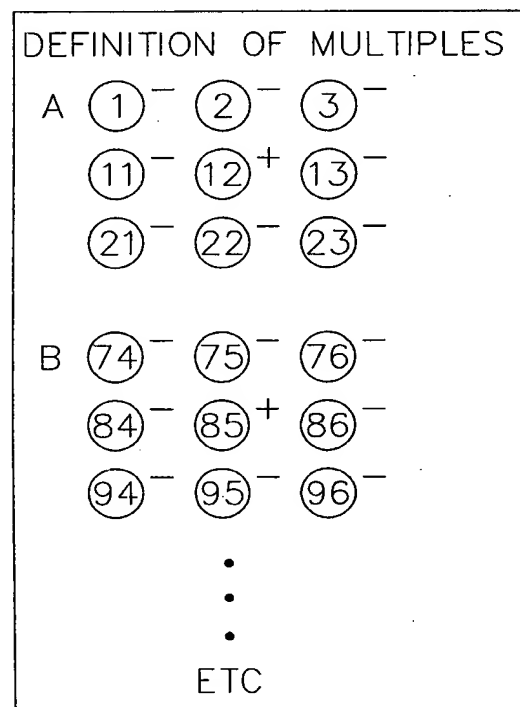 DEFINITION OF MULTIPLES
A 1 − 2 − 3 −
11 − 12 + 13 −
21 − 22 − 23 −
B 74 − 75 − 76 −
84 − 85 + 86 −
94 − 95 − 96 −
ETC